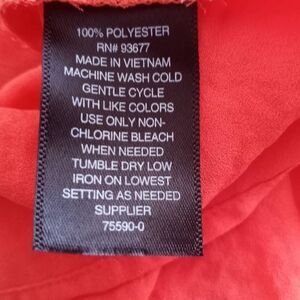 100% POLYESTER
RN# 93677
MADE IN VIETNAM
MACHINE WASH COLD
GENTLE CYCLE
WITH LIKE COLORS
USE ONLY NON-
CHLORINE BLEACH
WHEN NEEDED
TUMBLE DRY LOW
IRON ON LOWEST
SETTING AS NEEDED
SUPPLIER
75590-0